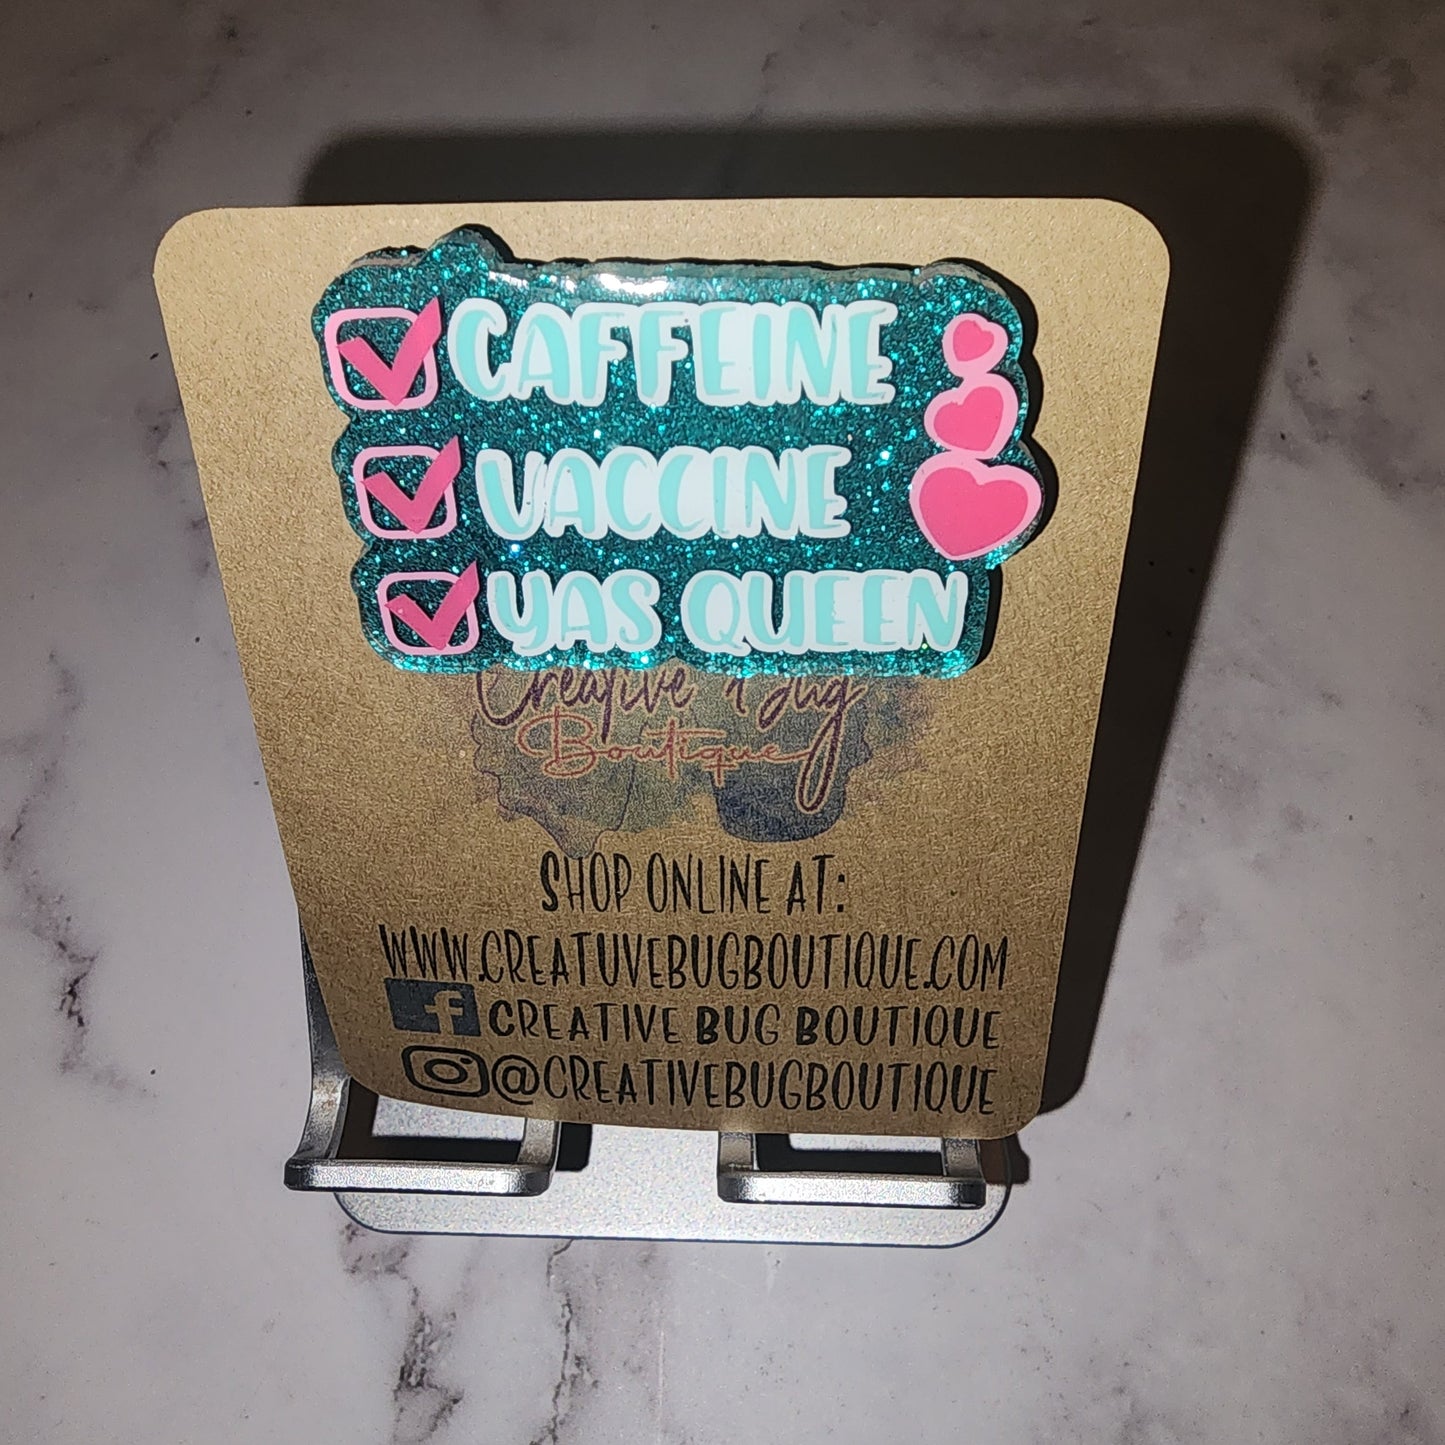 CAFFEINE
VACCINE
YAS QUEEN
Creative Bug
Boutique
SHOP ONLINE AT:
WWW.CREATUVEBUGBOUTIQUE.COM
f CREATIVE BUG BOUTIQUE
@CREATIVEBUGBOUTIQUE